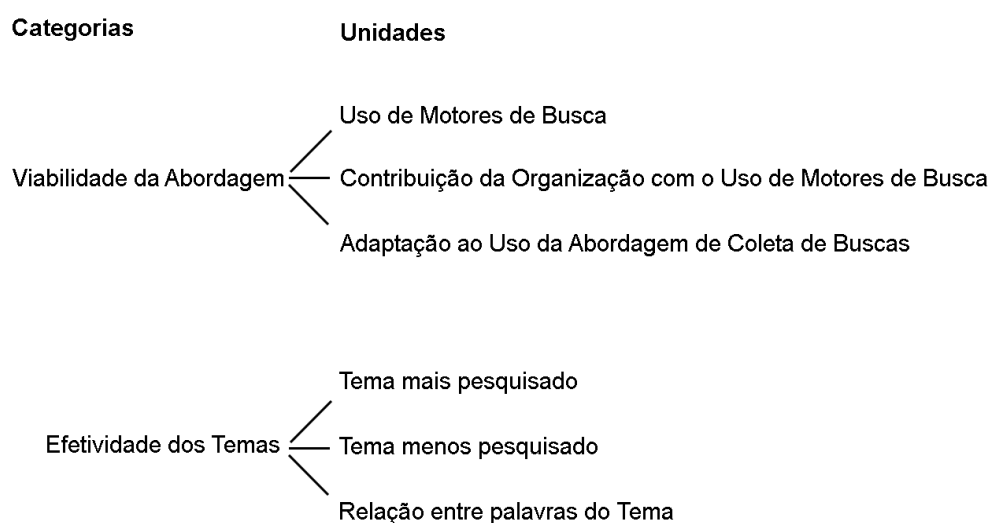 Categorias
Unidades
Uso de Motores de Busca
Viabilidade da Abordagem
Contribuição da Organização com o Uso de Motores de Busca
Adaptação ao Uso da Abordagem de Coleta de Buscas
Tema mais pesquisado
Efetividade dos Temas
Tema menos pesquisado
Relação entre palavras do Tema